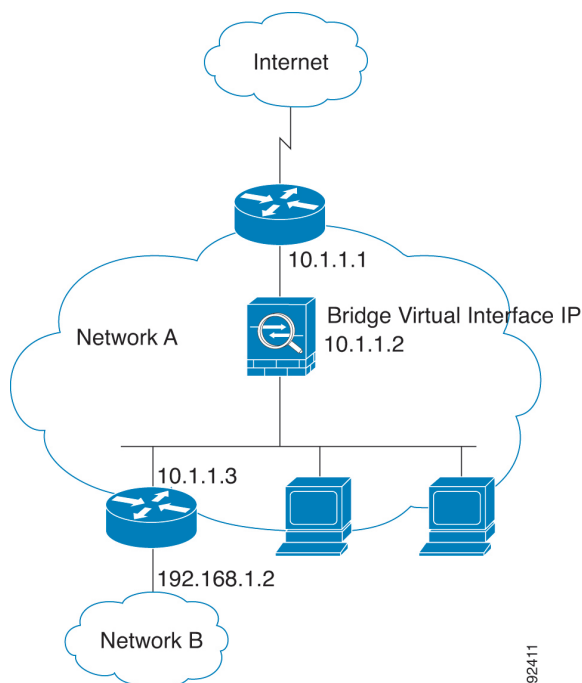 Internet
10.1.1.1
Bridge Virtual Interface IP
10.1.1.2
Network A
10.1.1.3
192.168.1.2
Network B
92411